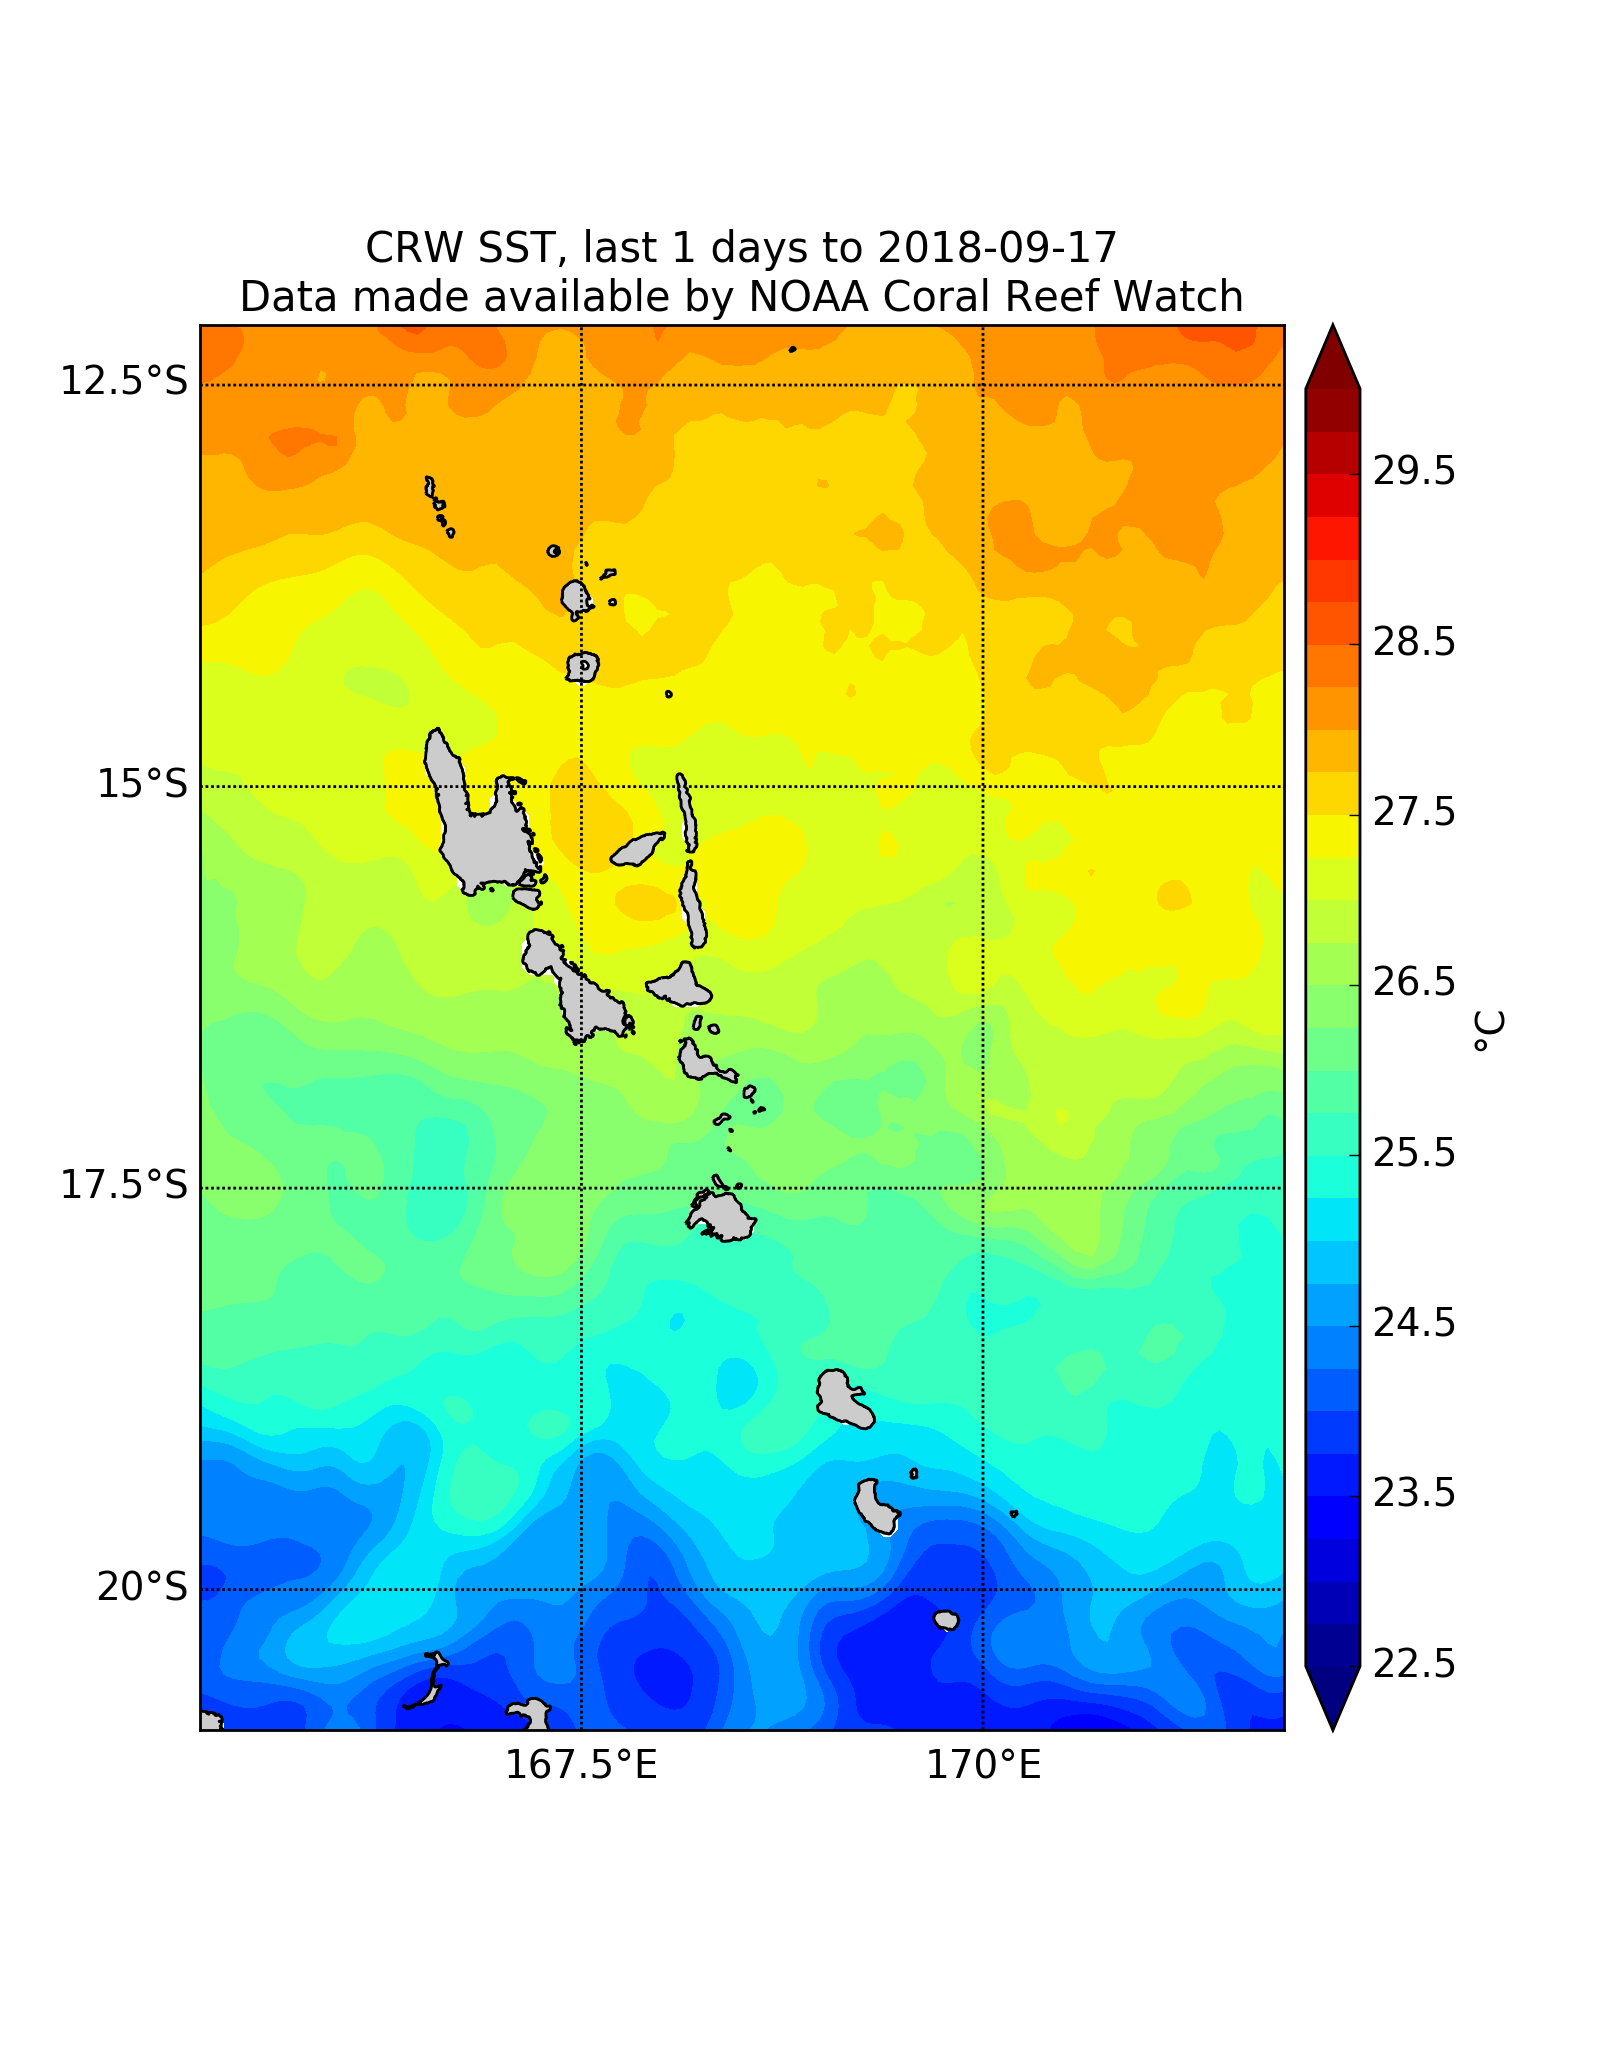 CRW SST, last 1 days to 2018-09-17
Data made available by NOAA Coral Reef Watch
12.5°S
15°S
17.5°S
20°S
167.5°E
170°E
29.5
28.5
27.5
26.5
25.5
24.5
23.5
22.5
°C